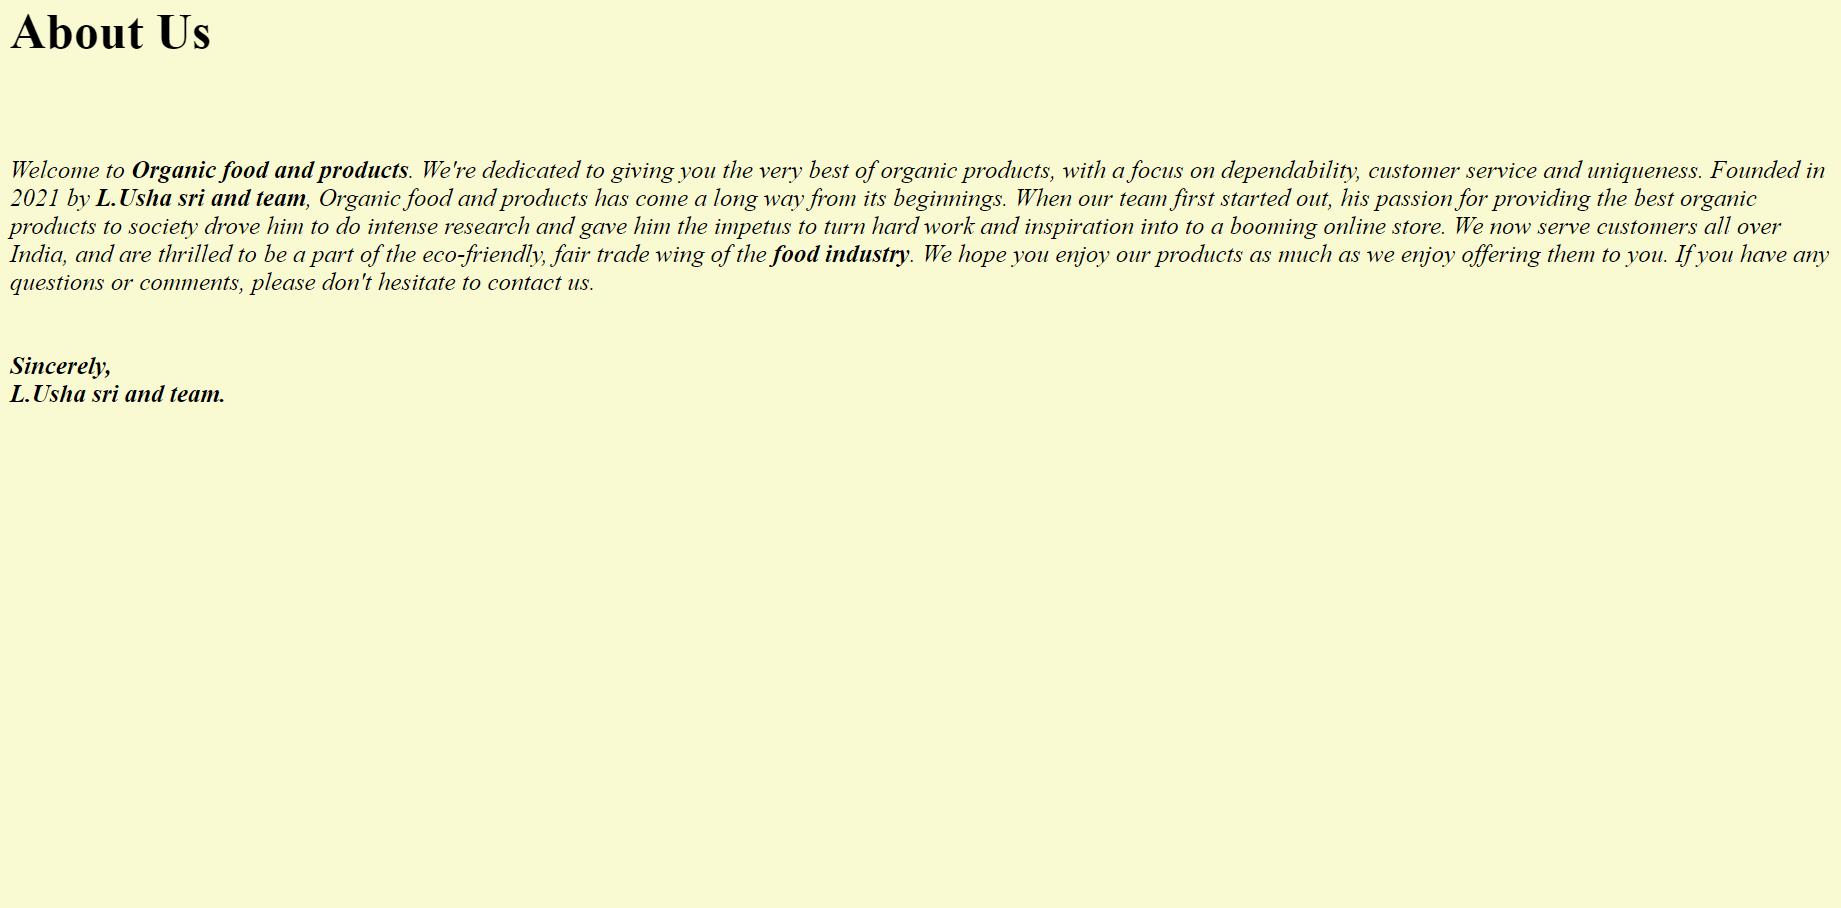 About Us
Welcome to Organic food and products. We're dedicated to giving you the very best of organic products, with a focus on dependability, customer service and uniqueness. Founded in
2021 by L.Usha sri and team, Organic food and products has come a long way from its beginnings. When our team first started out, his passion for providing the best organic
products to society drove him to do intense research and gave him the impetus to turn hard work and inspiration into to a booming online store. We now serve customers all over
India, and are thrilled to be a part of the eco-friendly, fair trade wing of the food industry. We hope you enjoy our products as much as we enjoy offering them to you. If you have any
questions or comments, please don't hesitate to contact us.
Sincerely,
L.Usha sri and team.